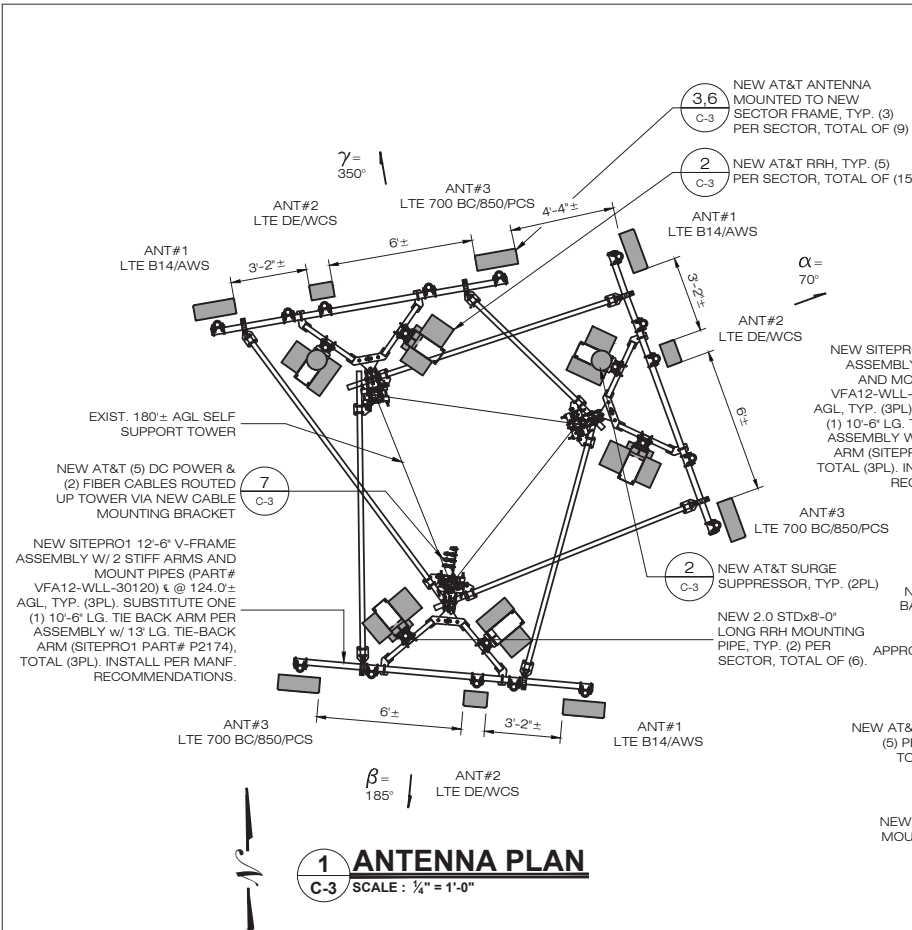 3,6
C-3
NEW AT&T ANTENNA
MOUNTED TO NEW
SECTOR FRAME, TYP. (3)
PER SECTOR, TOTAL OF (9)
2
C-3
NEW AT&T RRH, TYP. (5)
PER SECTOR, TOTAL OF (15
γ=
350°
ANT#1
LTE B14/AWS
ANT#2
LTE DE/WCS
ANT#3
LTE 700 BC/850/PCS
3'-2"±
6'±
4'-4"±
ANT#1
LTE B14/AWS
α=
70°
3'-2"±
ANT#2
LTE DE/WCS
6'±
ANT#3
LTE 700 BC/850/PCS
NEW SITEPR
ASSEMBLY
AND MO
VFA12-WLL-
AGL, TYP. (3PL)
(1) 10'-6" LG. T
ASSEMBLY W
ARM (SITEPR
TOTAL (3PL). IN
REC
EXIST. 180'± AGL SELF
SUPPORT TOWER
NEW AT&T (5) DC POWER &
(2) FIBER CABLES ROUTED
UP TOWER VIA NEW CABLE
MOUNTING BRACKET
7
C-3
NEW SITEPRO1 12'-6" V-FRAME
ASSEMBLY W/ 2 STIFF ARMS AND
MOUNT PIPES (PART#
VFA12-WLL-30120) ℄ @ 124.0'±
AGL, TYP. (3PL). SUBSTITUTE ONE
(1) 10'-6" LG. TIE BACK ARM PER
ASSEMBLY w/ 13' LG. TIE-BACK
ARM (SITEPRO1 PART# P2174),
TOTAL (3PL). INSTALL PER MANF.
RECOMMENDATIONS.
2
C-3
NEW AT&T SURGE
SUPPRESSOR, TYP. (2PL)
NEW 2.0 STDx8'-0"
LONG RRH MOUNTING
PIPE, TYP. (2) PER
SECTOR, TOTAL OF (6).
N
BA
APPRO
NEW AT&
(5) P
TO
NEW
MOU
ANT#3
LTE 700 BC/850/PCS
6'±
3'-2"±
ANT#1
LTE B14/AWS
β=
185°
ANT#2
LTE DE/WCS
N
1
C-3
ANTENNA PLAN
SCALE : ¼" = 1'-0"